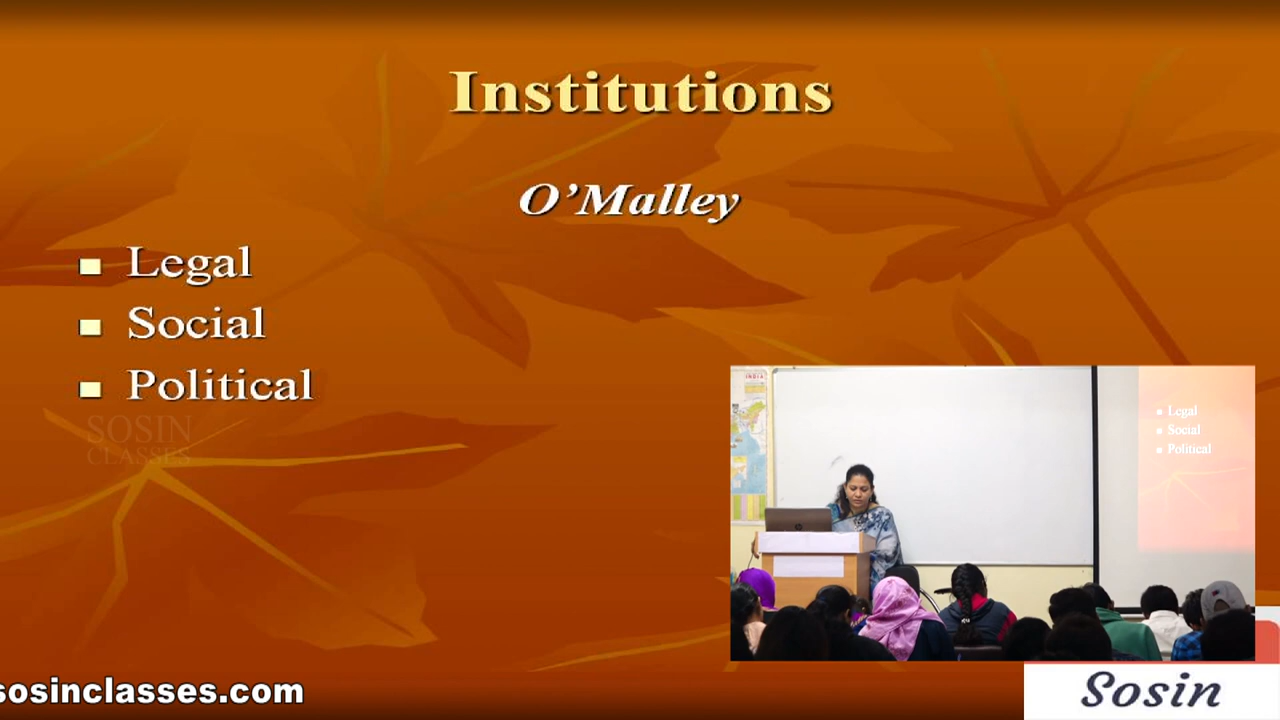 Institutions
O’Malley
Legal
Social
Political
SOSIN
CLASSES
INDIA
Legal
Social
Political
sosinclasses.com
Sosin